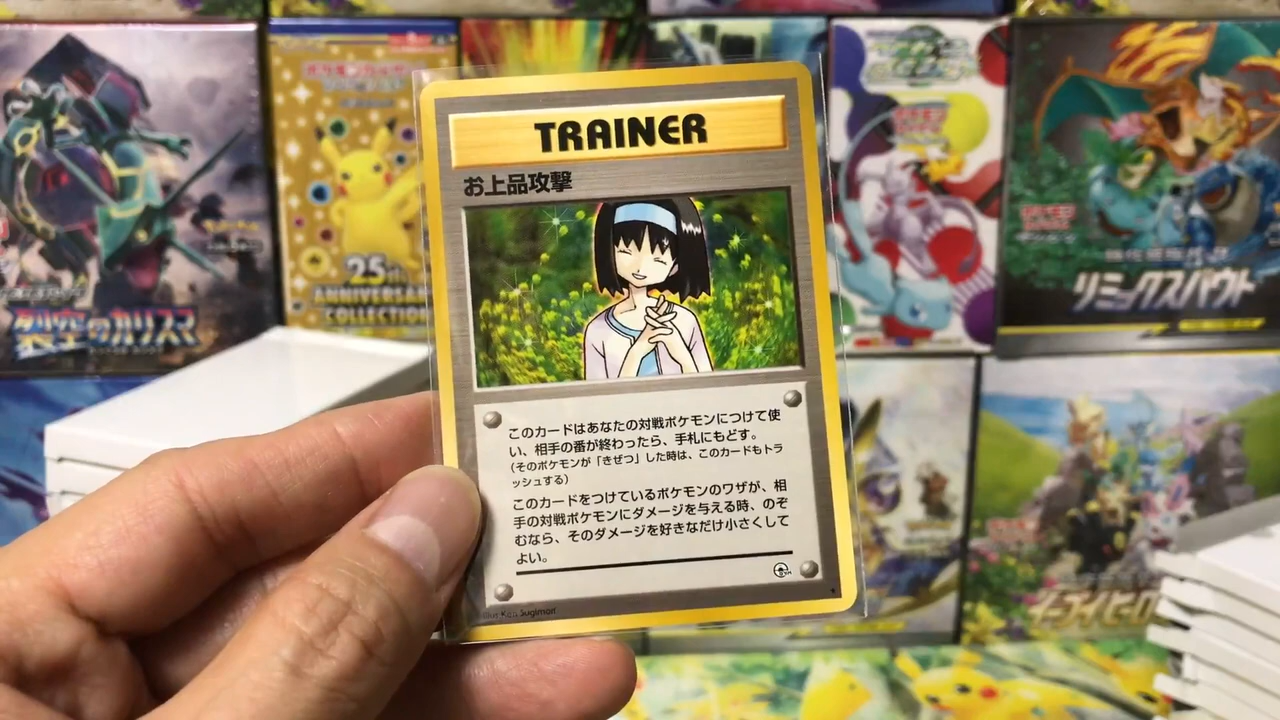 TRAINER
お上品攻撃
このカードはあなたの対戦ポケモンにつけて使
い、相手の番が終わったら、手札にもどす。
(そのポケモンが「きぜつ」した時は、このカードもトラ
ッシュする)
このカードをつけているポケモンのワザが、相
手の対戦ポケモンにダメージを与える時、のぞ
むなら、そのダメージを好きなだけ小さくして
よい。
Illus. Ken Sugimori
裂空のカリスマ
25th
ANNIVERSARY
COLLECTION
リミックスバウト